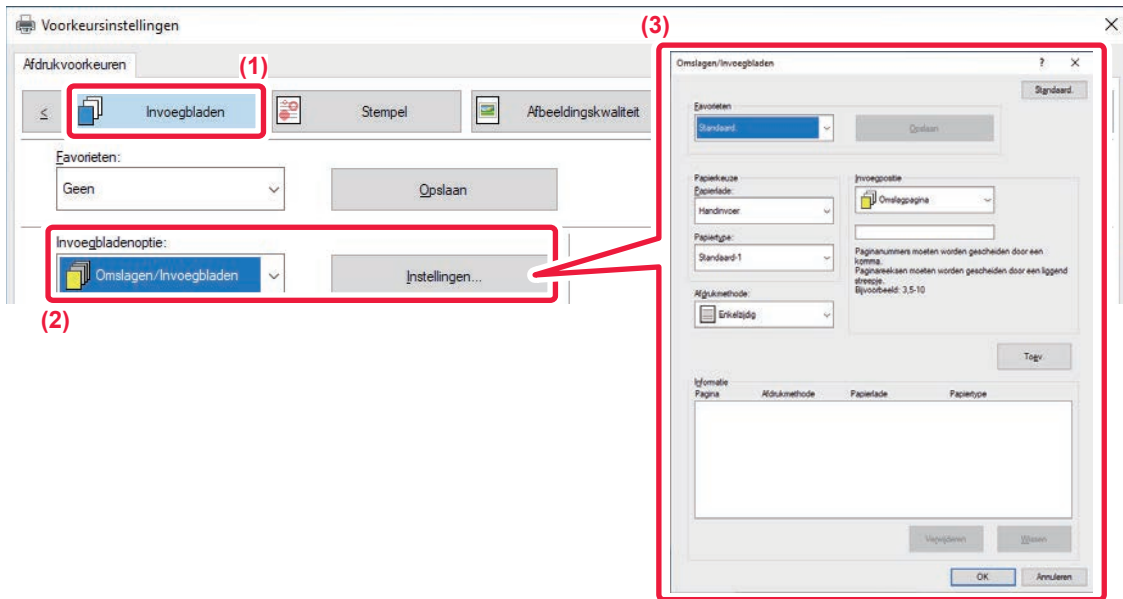 Voorkeursinstellingen
Afdrukvoorkeuren
(1)
<
Invoegbladen
Stempel
Afbeeldingskwaliteit
Favorieten:
Geen
Opslaan
Invoegbladenoptie:
Omslagen/Invoegbladen
Instellingen...
(2)
(3)
Omslagen/Invoegbladen
?
Standaard.
Favorieten
Standaard.
Opslaan
Papierkeuze
Papierlade:
Handinvoer
Papiertype:
Standaard-1
Afdrukmethode:
Enkelzijdig
Invoegpositie
Omslagpagina
Paginanummers moeten worden gescheiden door een
komma.
Paginareeksen moeten worden gescheiden door een liggend
streepje.
Bijvoorbeeld: 3,5-10
Toev.
Informatie
Pagina Afdrukmethode Papierlade Papiertype
Verwijderen
Wissen
OK
Annuleren